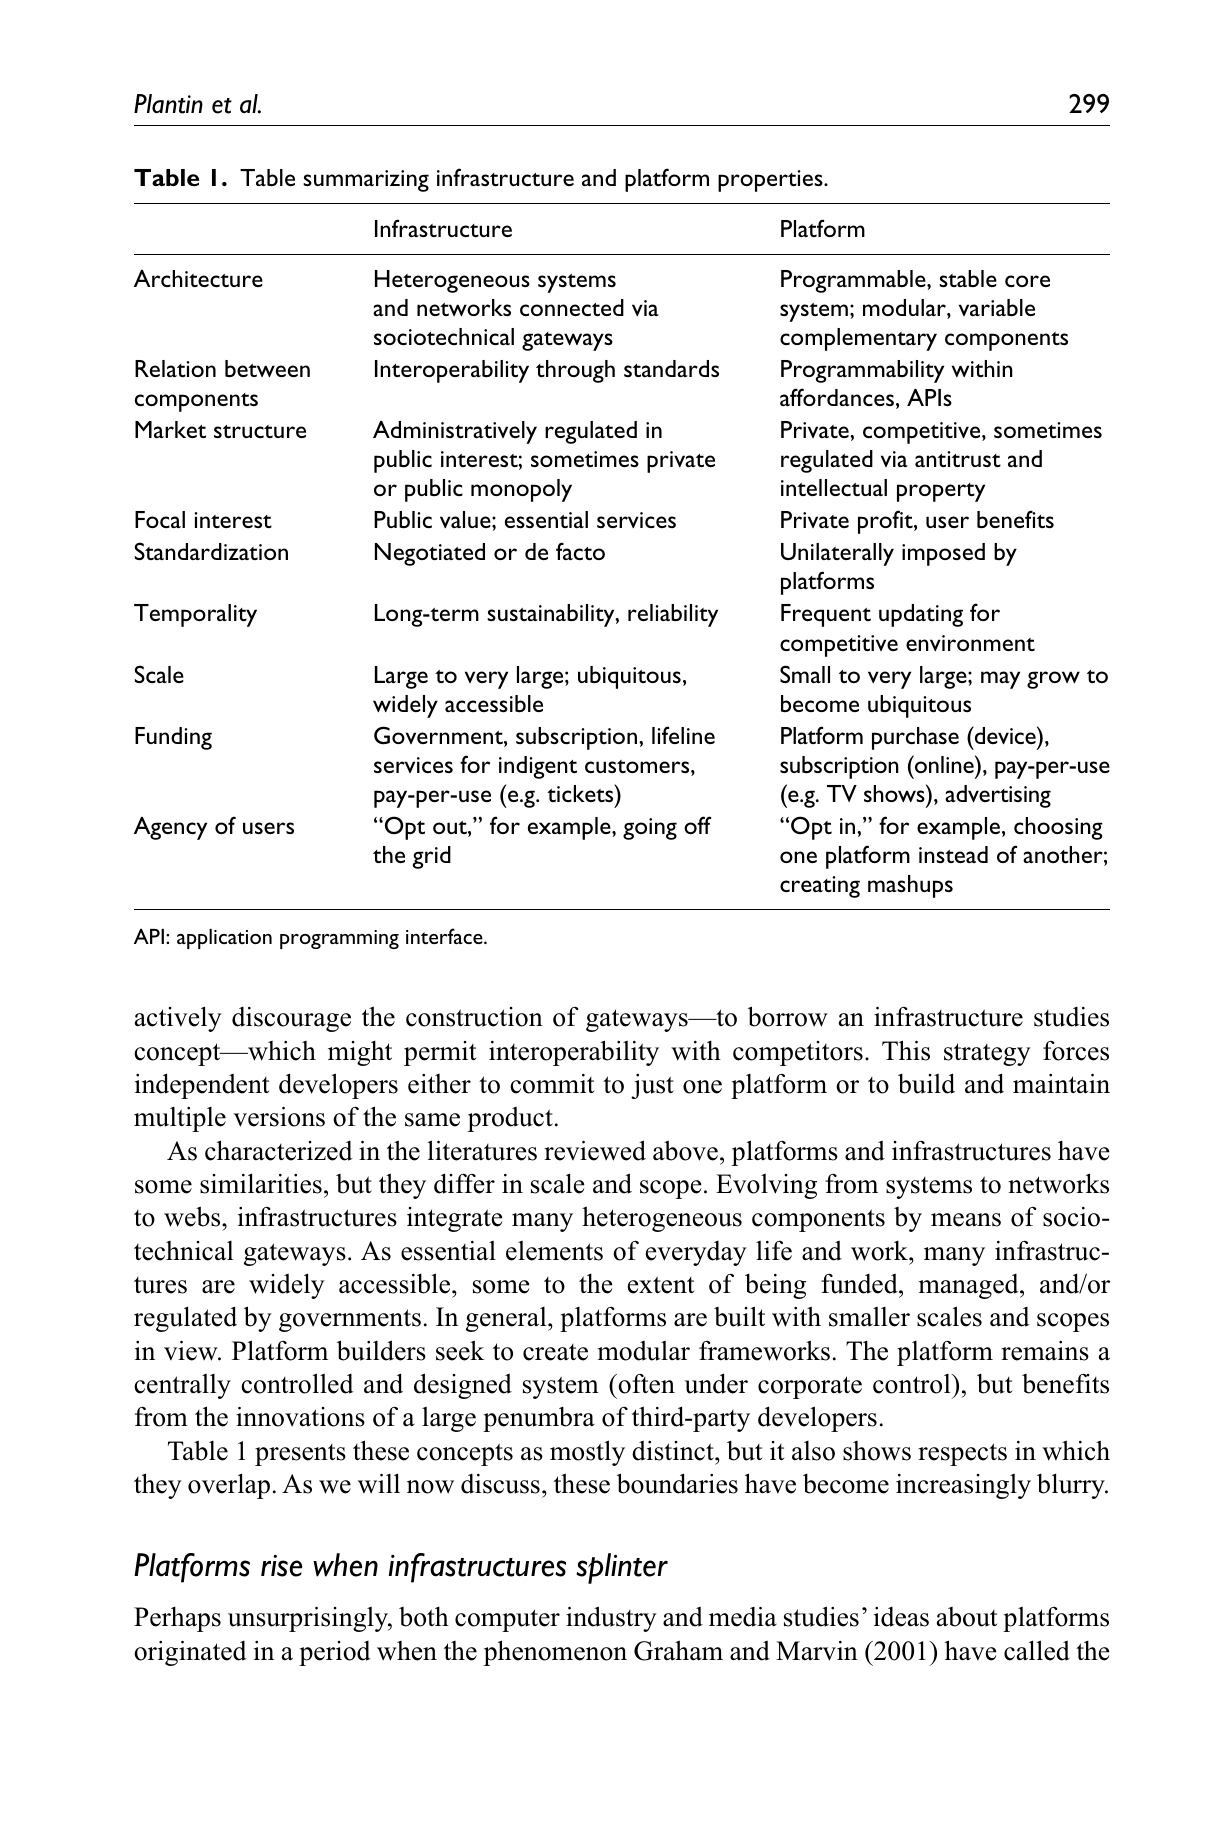 Plantin et al. 299
Table 1. Table summarizing infrastructure and platform properties.
Infrastructure Platform
Architecture Heterogeneous systems Programmable, stable core
and networks connected via system; modular, variable
sociotechnical gateways complementary components
Relation between Interoperability through standards Programmability within
components affordances, APIs
Market structure Administratively regulated in Private, competitive, sometimes
public interest; sometimes private regulated via antitrust and
or public monopoly intellectual property
Focal interest Public value; essential services Private profit, user benefits
Standardization Negotiated or de facto Unilaterally imposed by
platforms
Temporality Long-term sustainability, reliability Frequent updating for
competitive environment
Scale Large to very large; ubiquitous, Small to very large; may grow to
widely accessible become ubiquitous
Funding Government, subscription, lifeline Platform purchase (device),
services for indigent customers, subscription (online), pay-per-use
pay-per-use (e.g. tickets) (e.g. TV shows), advertising
Agency of users “Opt out,” for example, going off “Opt in,” for example, choosing
the grid one platform instead of another;
creating mashups
API: application programming interface.
actively discourage the construction of gateways—to borrow an infrastructure studies
concept—which might permit interoperability with competitors. This strategy forces
independent developers either to commit to just one platform or to build and maintain
multiple versions of the same product.
As characterized in the literatures reviewed above, platforms and infrastructures have
some similarities, but they differ in scale and scope. Evolving from systems to networks
to webs, infrastructures integrate many heterogeneous components by means of socio-
technical gateways. As essential elements of everyday life and work, many infrastruc-
tures are widely accessible, some to the extent of being funded, managed, and/or
regulated by governments. In general, platforms are built with smaller scales and scopes
in view. Platform builders seek to create modular frameworks. The platform remains a
centrally controlled and designed system (often under corporate control), but benefits
from the innovations of a large penumbra of third-party developers.
Table 1 presents these concepts as mostly distinct, but it also shows respects in which
they overlap. As we will now discuss, these boundaries have become increasingly blurry.
Platforms rise when infrastructures splinter
Perhaps unsurprisingly, both computer industry and media studies’ ideas about platforms
originated in a period when the phenomenon Graham and Marvin (2001) have called the